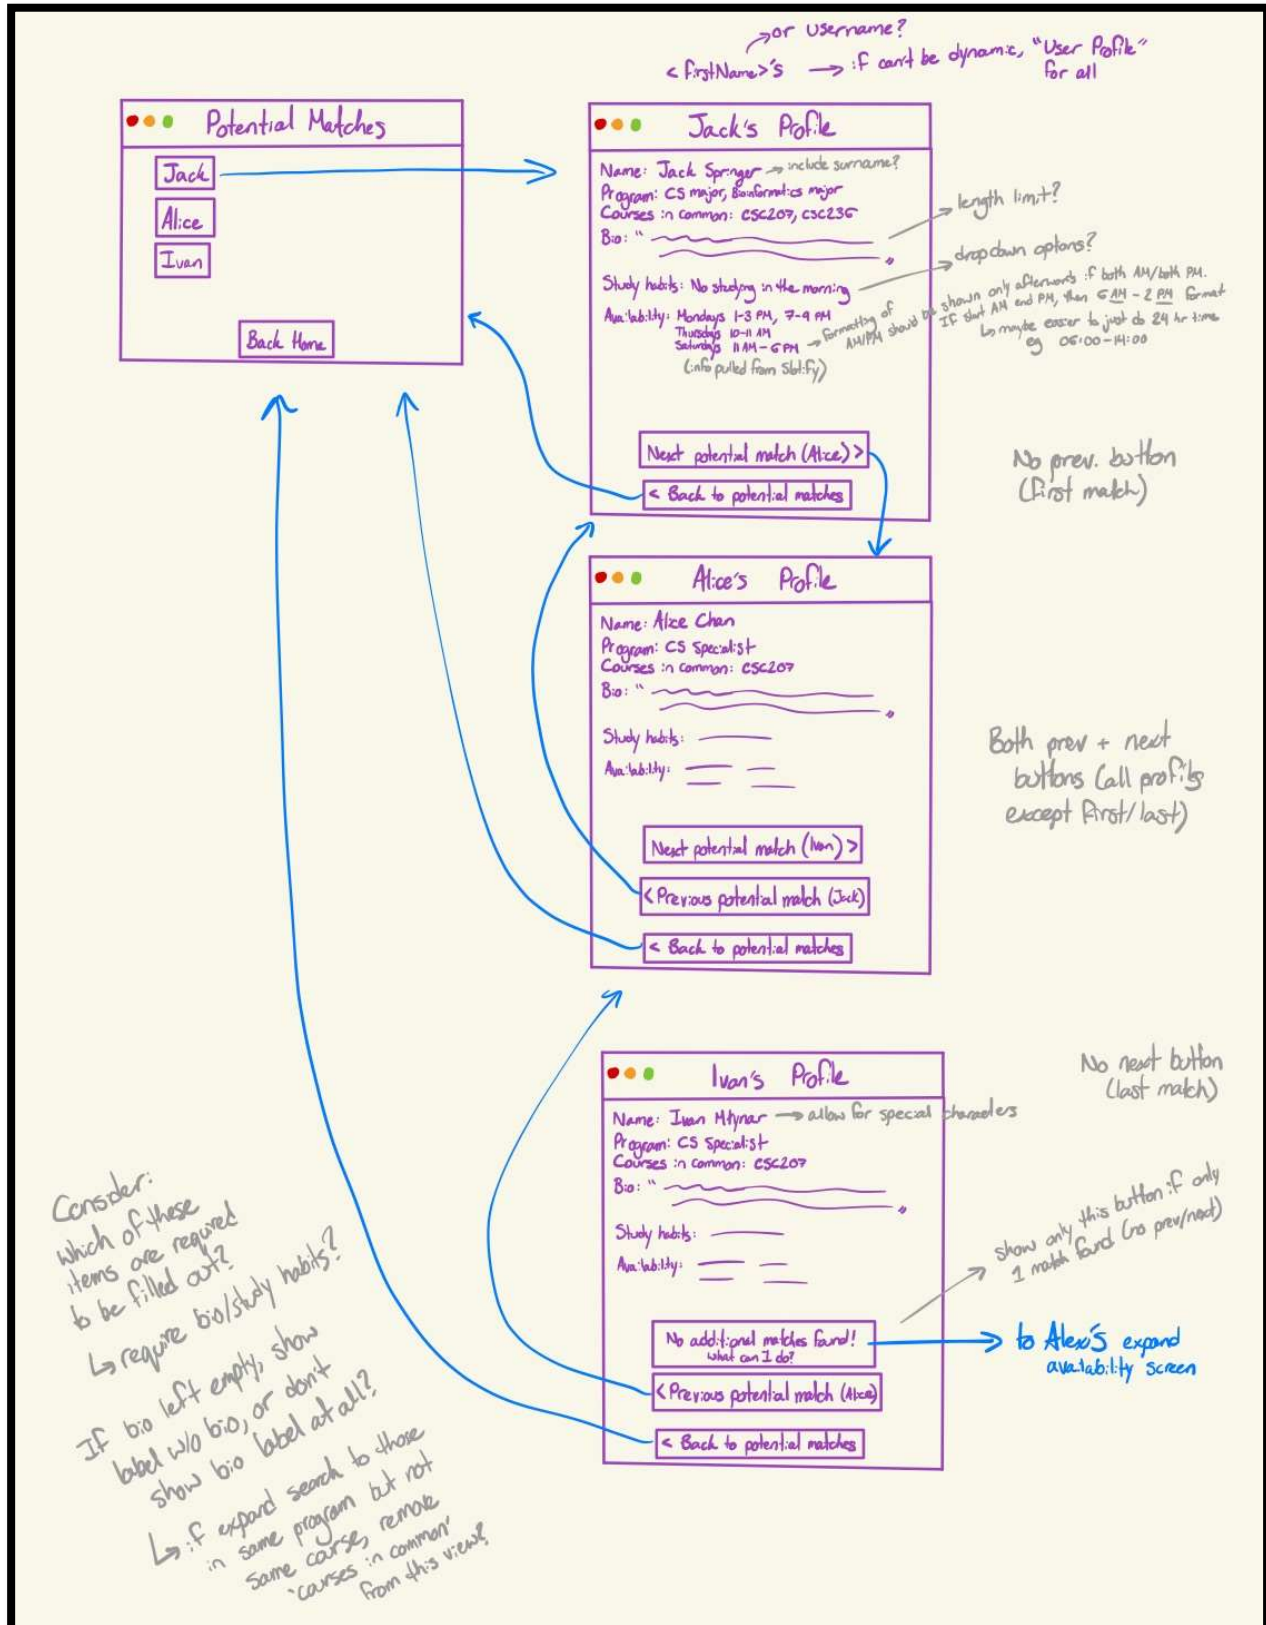 or username?
<firstName>'s → if can't be dynamic, "User Profile"
for all
Potential Matches
Jack
Alice
Ivan
Back Home
Jack's Profile
Name: Jack Springer → include surname?
Program: CS major, Bioinformatics major
Courses in common: CSC207, CSC236
Bio: "
"
length limit?
Study habits: No studying in the morning
dropdown options?
Availability: Mondays 1-3 PM, 7-9 PM
Thursdays 10-11 AM
Saturdays 11 AM - 6 PM
(info pulled from Slotify)
formatting of
AM/PM should be shown only afterwards if both AM/both PM.
If start AM end PM, then 6 AM - 2 PM format
↳ maybe easier to just do 24 hr time
eg 06:00-14:00
Next potential match (Alice) >
< Back to potential matches
No prev. button
(first match)
Alice's Profile
Name: Alice Chan
Program: CS Specialist
Courses in common: CSC207
Bio: "
"
Study habits:
Availability:
Next potential match (Ivan) >
< Previous potential match (Jack)
< Back to potential matches
Both prev + next
buttons (all profiles
except first/last)
Ivan's Profile
Name: Ivan Młynar → allow for special characters
Program: CS Specialist
Courses in common: CSC207
Bio: "
"
Study habits:
Availability:
No additional matches found!
What can I do?
< Previous potential match (Alice)
< Back to potential matches
No next button
(last match)
show only this button if only
1 match found (no prev/next)
to Alex's expand
availability screen
Consider:
which of these
items are required
to be filled out?
↳ require bio/study habits?
If bio left empty, show
label w/o bio, or don't
show bio label at all?
↳ if expand search to those
in same program but not
same course, remove
'courses in common'
from this view?